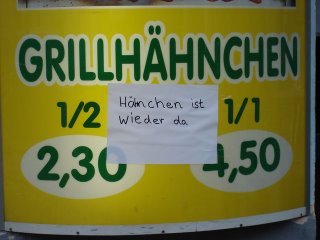 GRILLHÄHNCHEN
1/2
1/1
Hänchen ist
wieder da
2,30
4,50